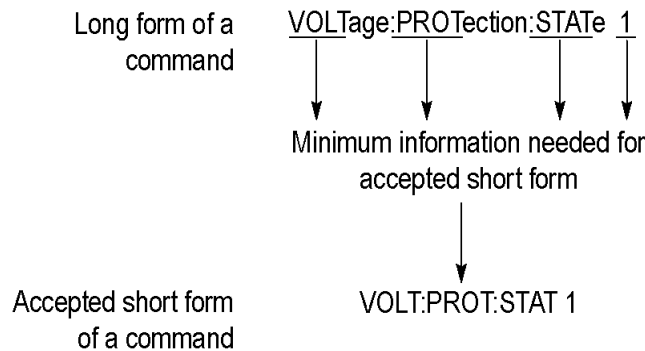 Long form of a
command
VOLTage:PROTection:STATe 1
Minimum information needed for
accepted short form
Accepted short form
of a command
VOLT:PROT:STAT 1